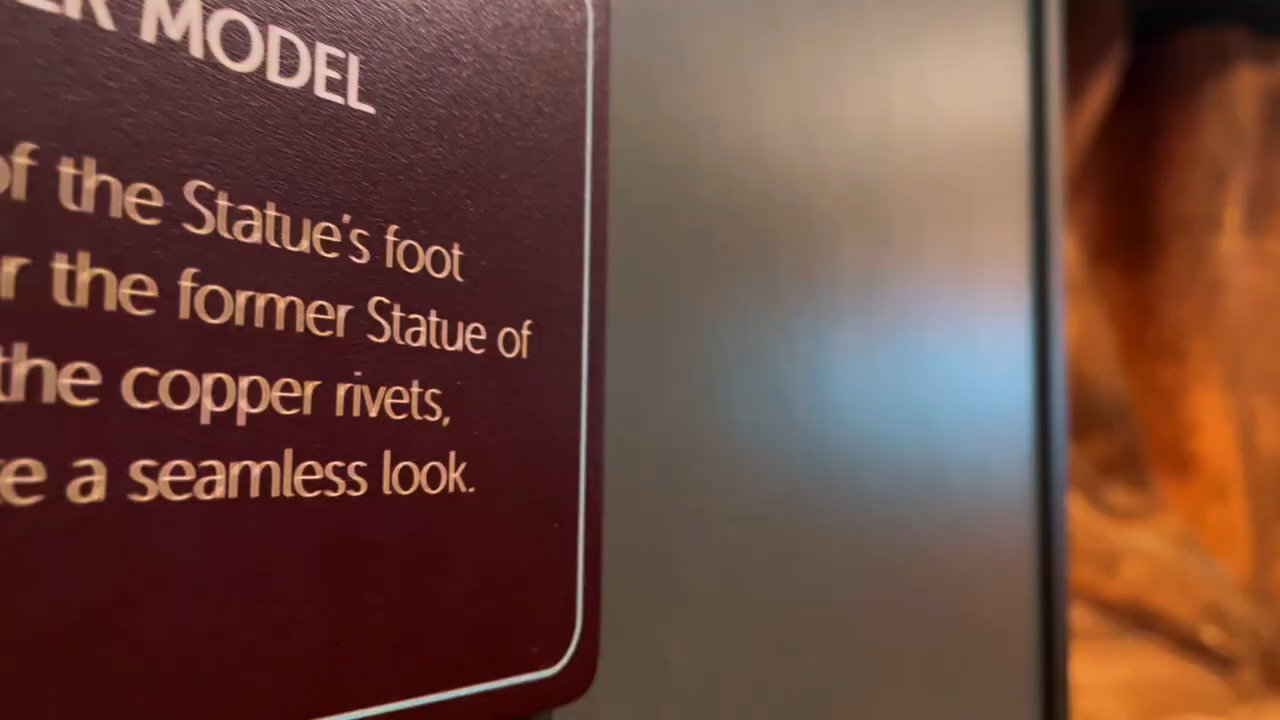 MODEL
of the Statue's foot
the former Statue of
the copper rivets,
a seamless look.